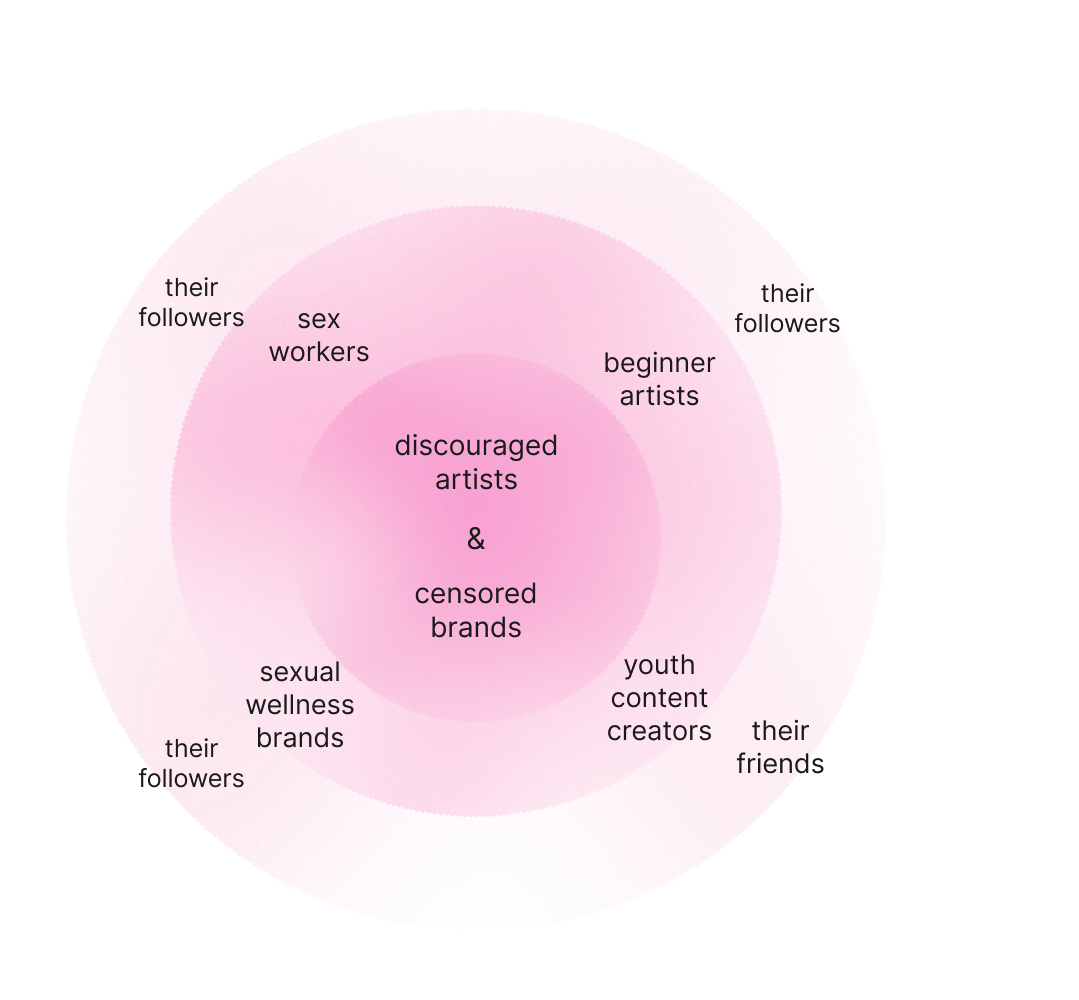 their
followers
sex
workers
their
followers
beginner
artists
discouraged
artists
&
censored
brands
sexual
wellness
brands
youth
content
creators
their
followers
their
friends